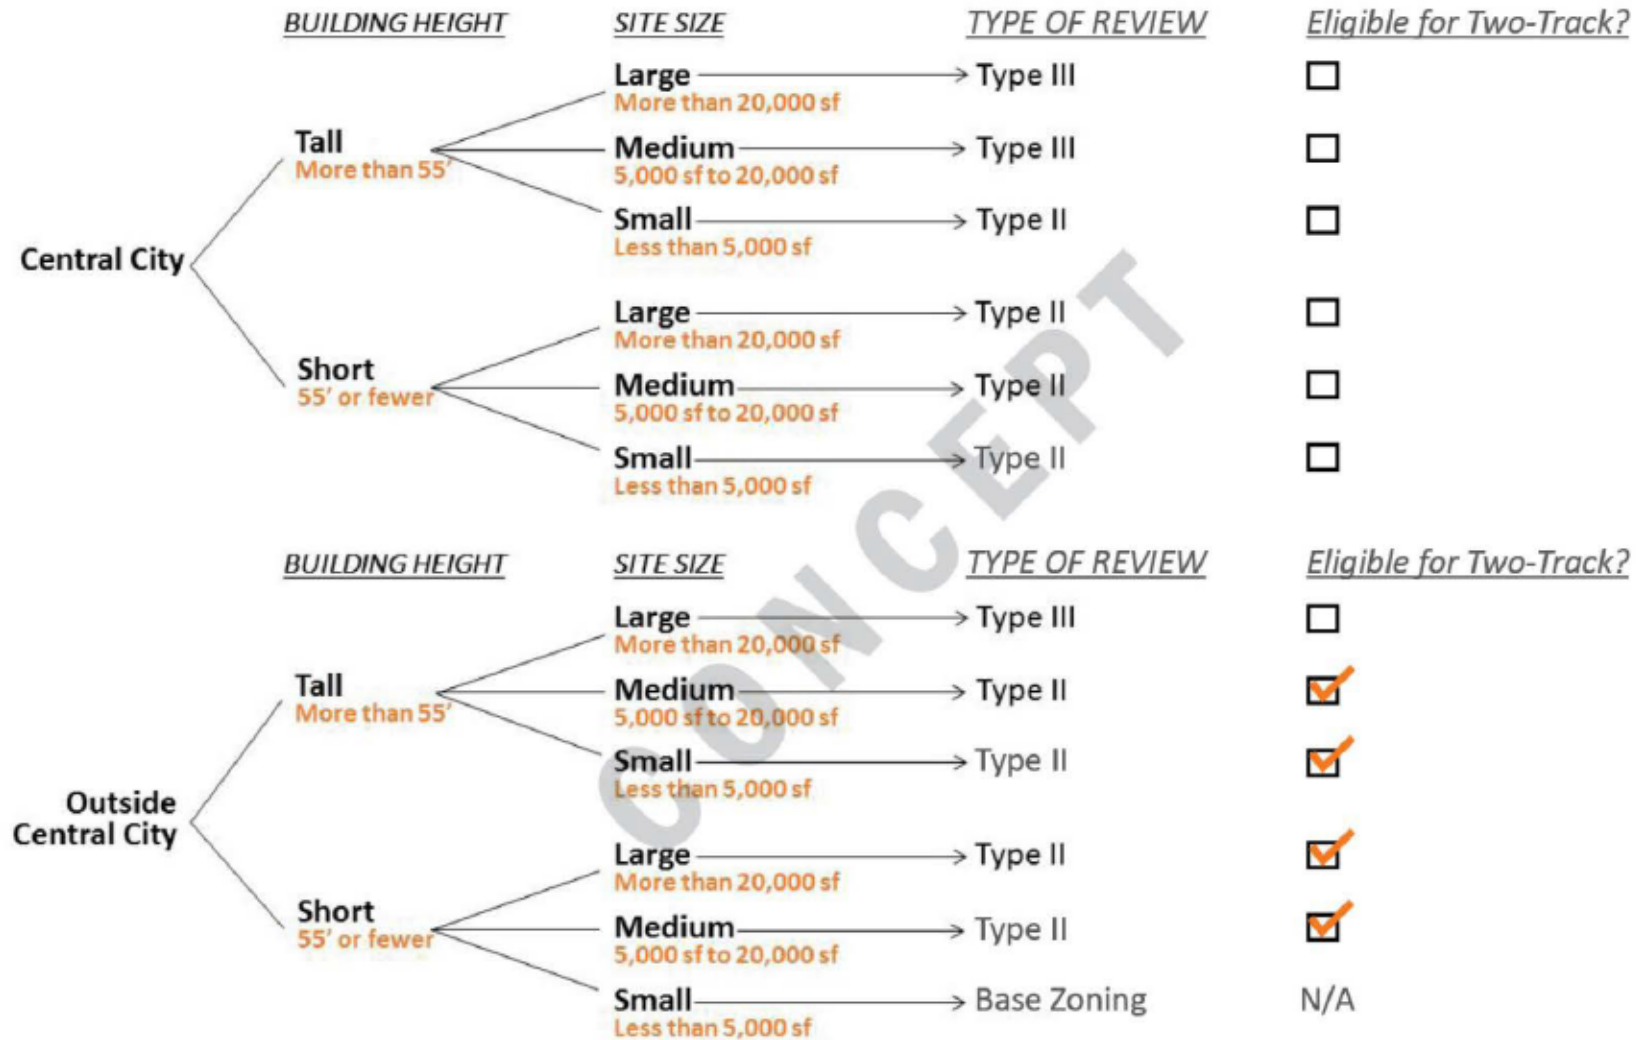 BUILDING HEIGHT SITE SIZE TYPE OF REVIEW Eligible for Two-Track?
Large Type III
More than 20,000 sf
Tall Medium Type III
More than 55' 5,000 sf to 20,000 sf
Small Type II
Less than 5,000 sf
Central City
Large Type II
More than 20,000 sf
Short Medium Type II
55' or fewer 5,000 sf to 20,000 sf
Small Type II
Less than 5,000 sf
BUILDING HEIGHT SITE SIZE TYPE OF REVIEW Eligible for Two-Track?
Large Type III
More than 20,000 sf
Tall Medium Type II
More than 55' 5,000 sf to 20,000 sf
Small Type II
Less than 5,000 sf
Outside
Central City
Large Type II
More than 20,000 sf
Short Medium Type II
55' or fewer 5,000 sf to 20,000 sf
Small Base Zoning N/A
Less than 5,000 sf
CONCEPT